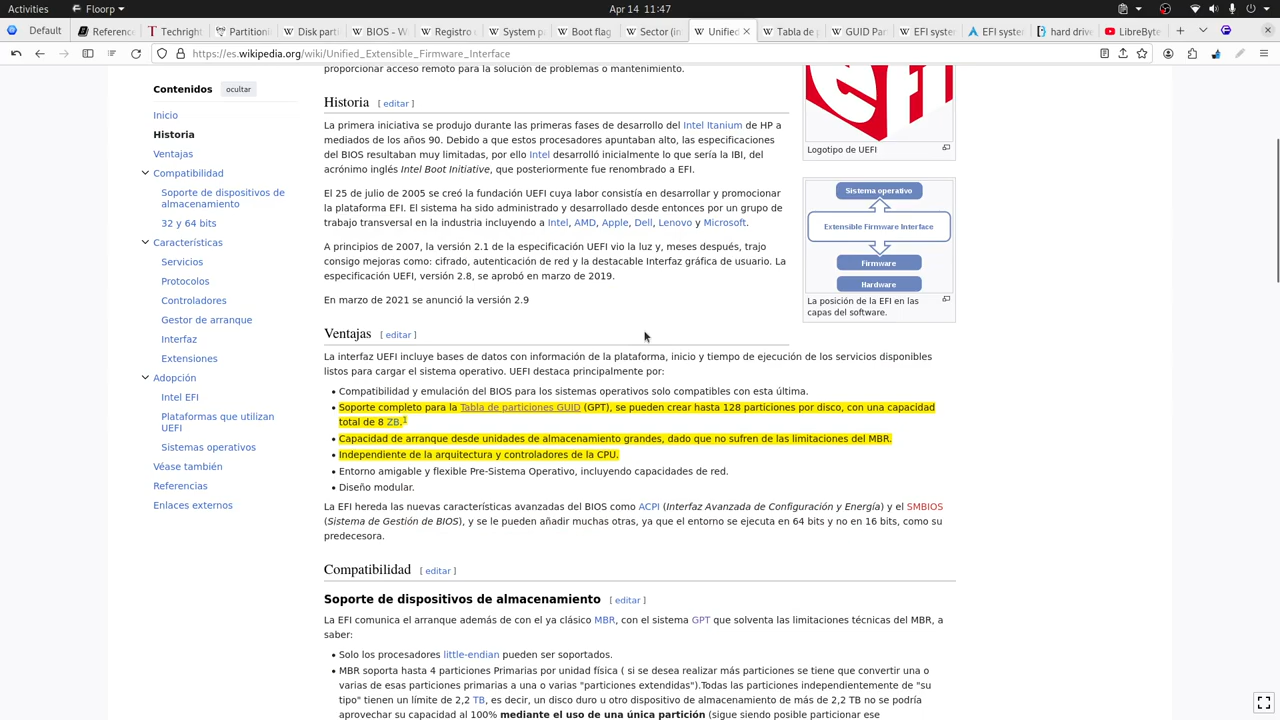 Activities
Floorp
Apr 14 11:47
Default
Reference
Techright
Partition
Disk parti
BIOS - W
Registro d
System p
Boot flag
Sector (in
Unified
Tabla de p
GUID Par
EFI syster
EFI system
hard drive
LibreByte
https://es.wikipedia.org/wiki/Unified_Extensible_Firmware_Interface
Contenidos ocultar
Inicio
Historia
Ventajas
Compatibilidad
Soporte de dispositivos de
almacenamiento
32 y 64 bits
Características
Servicios
Protocolos
Controladores
Gestor de arranque
Interfaz
Extensiones
Adopción
Intel EFI
Plataformas que utilizan
UEFI
Sistemas operativos
Véase también
Referencias
Enlaces externos
proporcionar acceso remoto para la solución de problemas o mantenimiento.
Historia [ editar ]
La primera iniciativa se produjo durante las primeras fases de desarrollo del Intel Itanium de HP a
mediados de los años 90. Debido a que estos procesadores apuntaban alto, las especificaciones
del BIOS resultaban muy limitadas, por ello Intel desarrolló inicialmente lo que sería la IBI, del
acrónimo inglés Intel Boot Initiative, que posteriormente fue renombrado a EFI.
El 25 de julio de 2005 se creó la fundación UEFI cuya labor consistía en desarrollar y promocionar
la plataforma EFI. El sistema ha sido administrado y desarrollado desde entonces por un grupo de
trabajo transversal en la industria incluyendo a Intel, AMD, Apple, Dell, Lenovo y Microsoft.
A principios de 2007, la versión 2.1 de la especificación UEFI vio la luz y, meses después, trajo
consigo mejoras como: cifrado, autenticación de red y la destacable Interfaz gráfica de usuario. La
especificación UEFI, versión 2.8, se aprobó en marzo de 2019.
En marzo de 2021 se anunció la versión 2.9
Logotipo de UEFI
Sistema operativo
Extensible Firmware Interface
Firmware
Hardware
La posición de la EFI en las
capas del software.
Ventajas [ editar ]
La interfaz UEFI incluye bases de datos con información de la plataforma, inicio y tiempo de ejecución de los servicios disponibles
listos para cargar el sistema operativo. UEFI destaca principalmente por:
• Compatibilidad y emulación del BIOS para los sistemas operativos solo compatibles con esta última.
• Soporte completo para la Tabla de particiones GUID (GPT), se pueden crear hasta 128 particiones por disco, con una capacidad
total de 8 ZB.1
• Capacidad de arranque desde unidades de almacenamiento grandes, dado que no sufren de las limitaciones del MBR.
• Independiente de la arquitectura y controladores de la CPU.
• Entorno amigable y flexible Pre-Sistema Operativo, incluyendo capacidades de red.
• Diseño modular.
La EFI hereda las nuevas características avanzadas del BIOS como ACPI (Interfaz Avanzada de Configuración y Energía) y el SMBIOS
(Sistema de Gestión de BIOS), y se le pueden añadir muchas otras, ya que el entorno se ejecuta en 64 bits y no en 16 bits, como su
predecesora.
Compatibilidad [ editar ]
Soporte de dispositivos de almacenamiento [ editar ]
La EFI comunica el arranque además de con el ya clásico MBR, con el sistema GPT que solventa las limitaciones técnicas del MBR, a
saber:
• Solo los procesadores little-endian pueden ser soportados.
• MBR soporta hasta 4 particiones Primarias por unidad física ( si se desea realizar más particiones se tiene que convertir una o
varias de esas particiones primarias a una o varias "particiones extendidas").Todas las particiones independientemente de "su
tipo" tienen un límite de 2,2 TB, es decir, un disco duro u otro dispositivo de almacenamiento de más de 2,2 TB no se podría
aprovechar su capacidad al 100% mediante el uso de una única partición (sigue siendo posible particionar ese